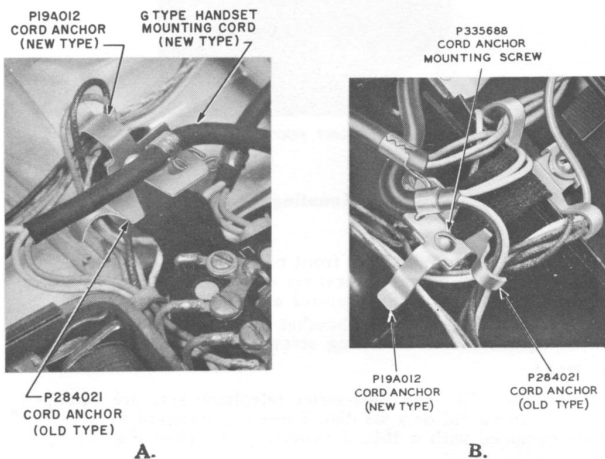 P19A012
CORD ANCHOR
(NEW TYPE)
G TYPE HANDSET
MOUNTING CORD
(NEW TYPE)
P284021
CORD ANCHOR
(OLD TYPE)
A.
P335688
CORD ANCHOR
MOUNTING SCREW
P19A012
CORD ANCHOR
(NEW TYPE)
P284021
CORD ANCHOR
(OLD TYPE)
B.